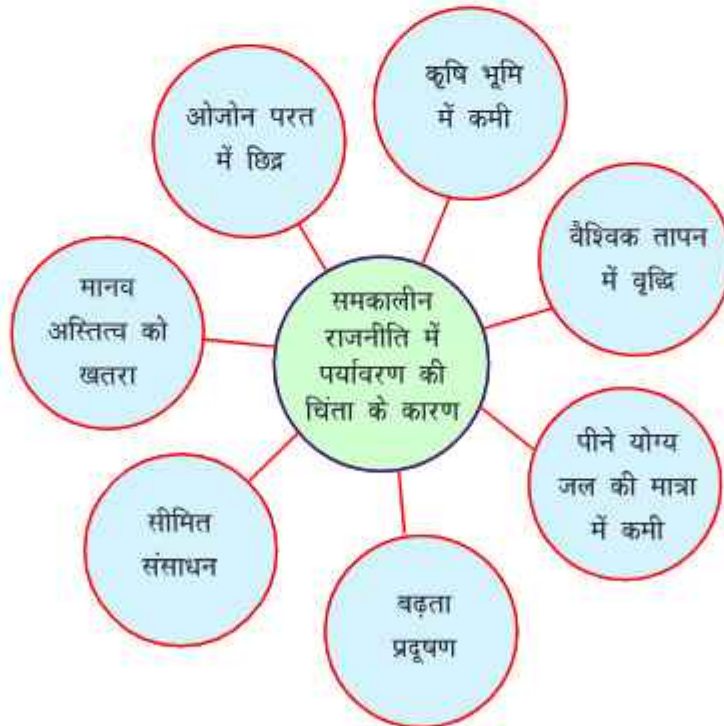 कृषि भूमि
में कमी
ओजोन परत
में छिद्र
वैश्विक तापन
में वृद्धि
मानव
अस्तित्व को
खतरा
समकालीन
राजनीति में
पर्यावरण की
चिंता के कारण
पीने योग्य
जल की मात्रा
में कमी
सीमित
संसाधन
बढ़ता
प्रदूषण